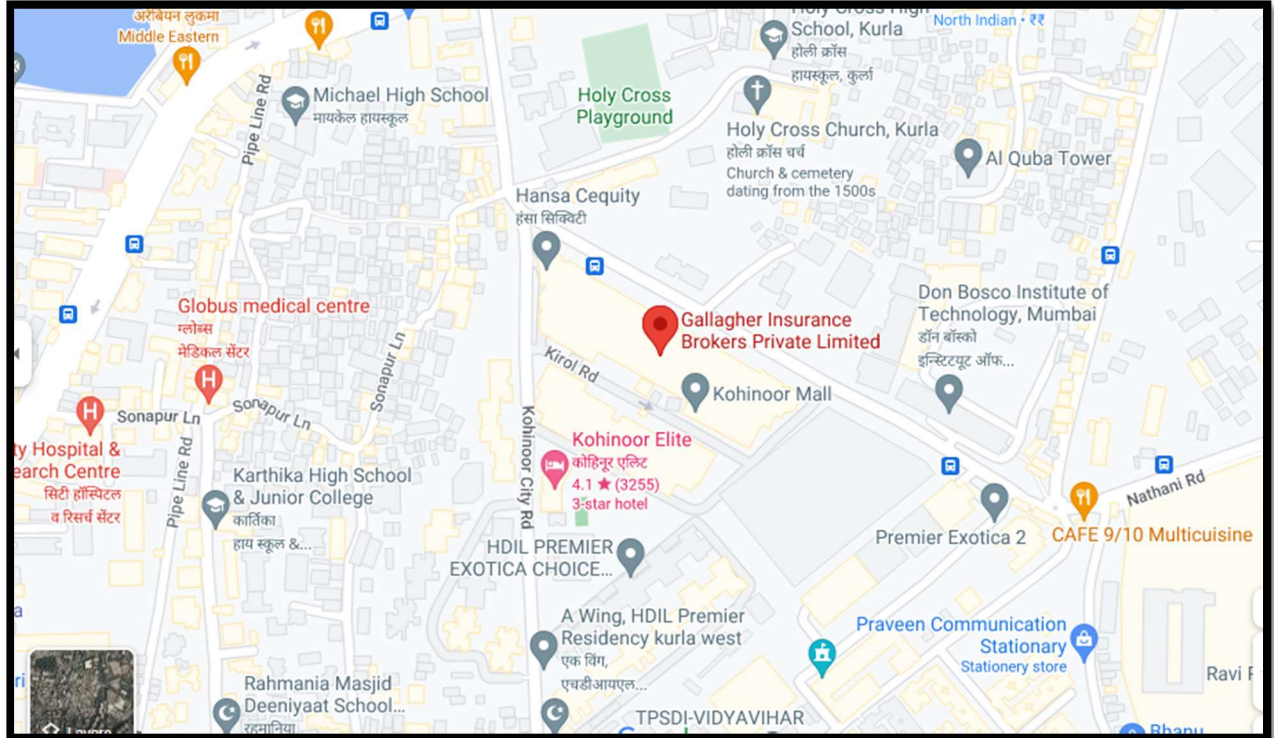 अरेबियन लुकमा
Middle Eastern
Pipe Line Rd
Michael High School
मायकेल हायस्कूल
Holy Cross
Playground
Holy Cross High
School, Kurla
होली क्रॉस
हायस्कूल, कुर्ला
North Indian · ₹₹
Holy Cross Church, Kurla
होली क्रॉस चर्च
Church & cemetery
dating from the 1500s
Al Quba Tower
Hansa Cequity
हंसा सिक्विटी
Globus medical centre
ग्लोब्स
मेडिकल सेंटर
Sonapur Ln
Gallagher Insurance
Brokers Private Limited
Don Bosco Institute of
Technology, Mumbai
डॉन बॉस्को
इन्स्टिटयूट ऑफ...
Kirol Rd
Kohinoor Mall
Sonapur Ln
Sonapur Ln
ty Hospital &
earch Centre
सिटी हॉस्पिटल
व रिसर्च सेंटर
Pipe Line Rd
Karthika High School
& Junior College
कार्तिका
हाय स्कूल &...
Kohinoor City Rd
Kohinoor Elite
कोहिनूर एलिट
4.1 ★ (3255)
3-star hotel
Premier Exotica 2
CAFE 9/10 Multicuisine
Nathani Rd
HDIL PREMIER
EXOTICA CHOICE...
A Wing, HDIL Premier
Residency kurla west
एक विंग,
एचडीआयएल...
Praveen Communication
Stationary
Stationery store
a
ri
Rahmania Masjid
Deeniyaat School...
रहमानिया
TPSDI-VIDYAVIHAR
Ravi
Bhanu
Layers